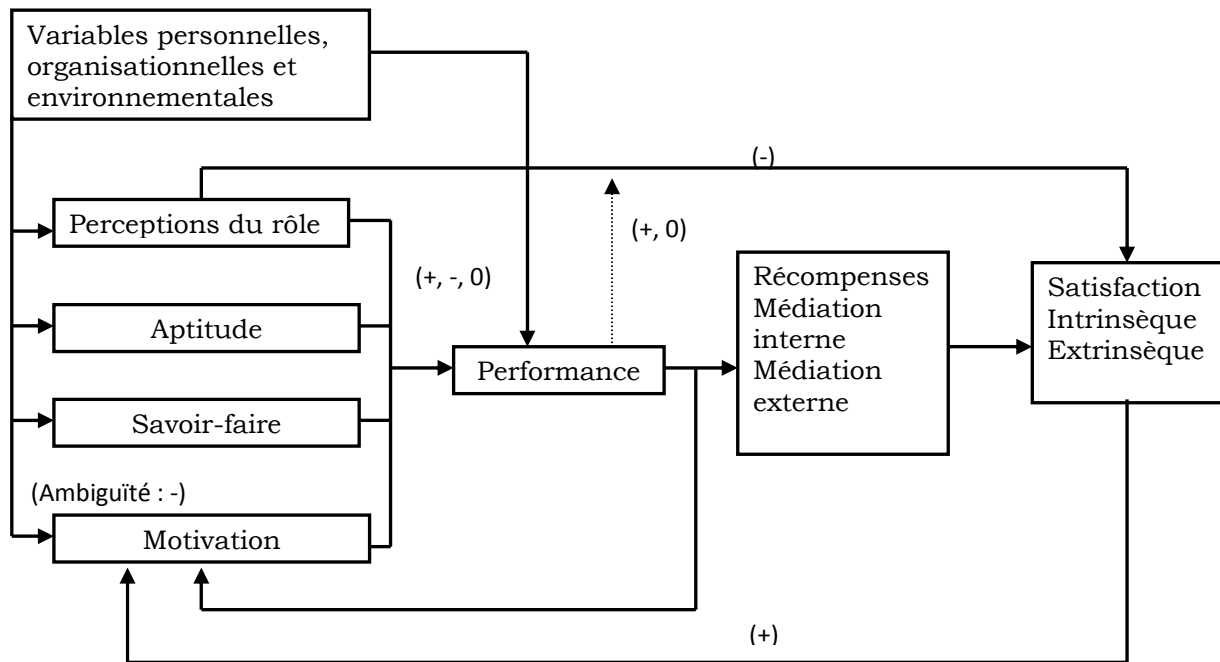 Variables personnelles,
organisationnelles et
environnementales
(-)
Perceptions du rôle
(+, 0)
(+, -, 0)
Récompenses
Médiation
interne
Médiation
externe
Satisfaction
Intrinsèque
Extrinsèque
Aptitude
Performance
Savoir-faire
(Ambiguïté : -)
Motivation
(+)